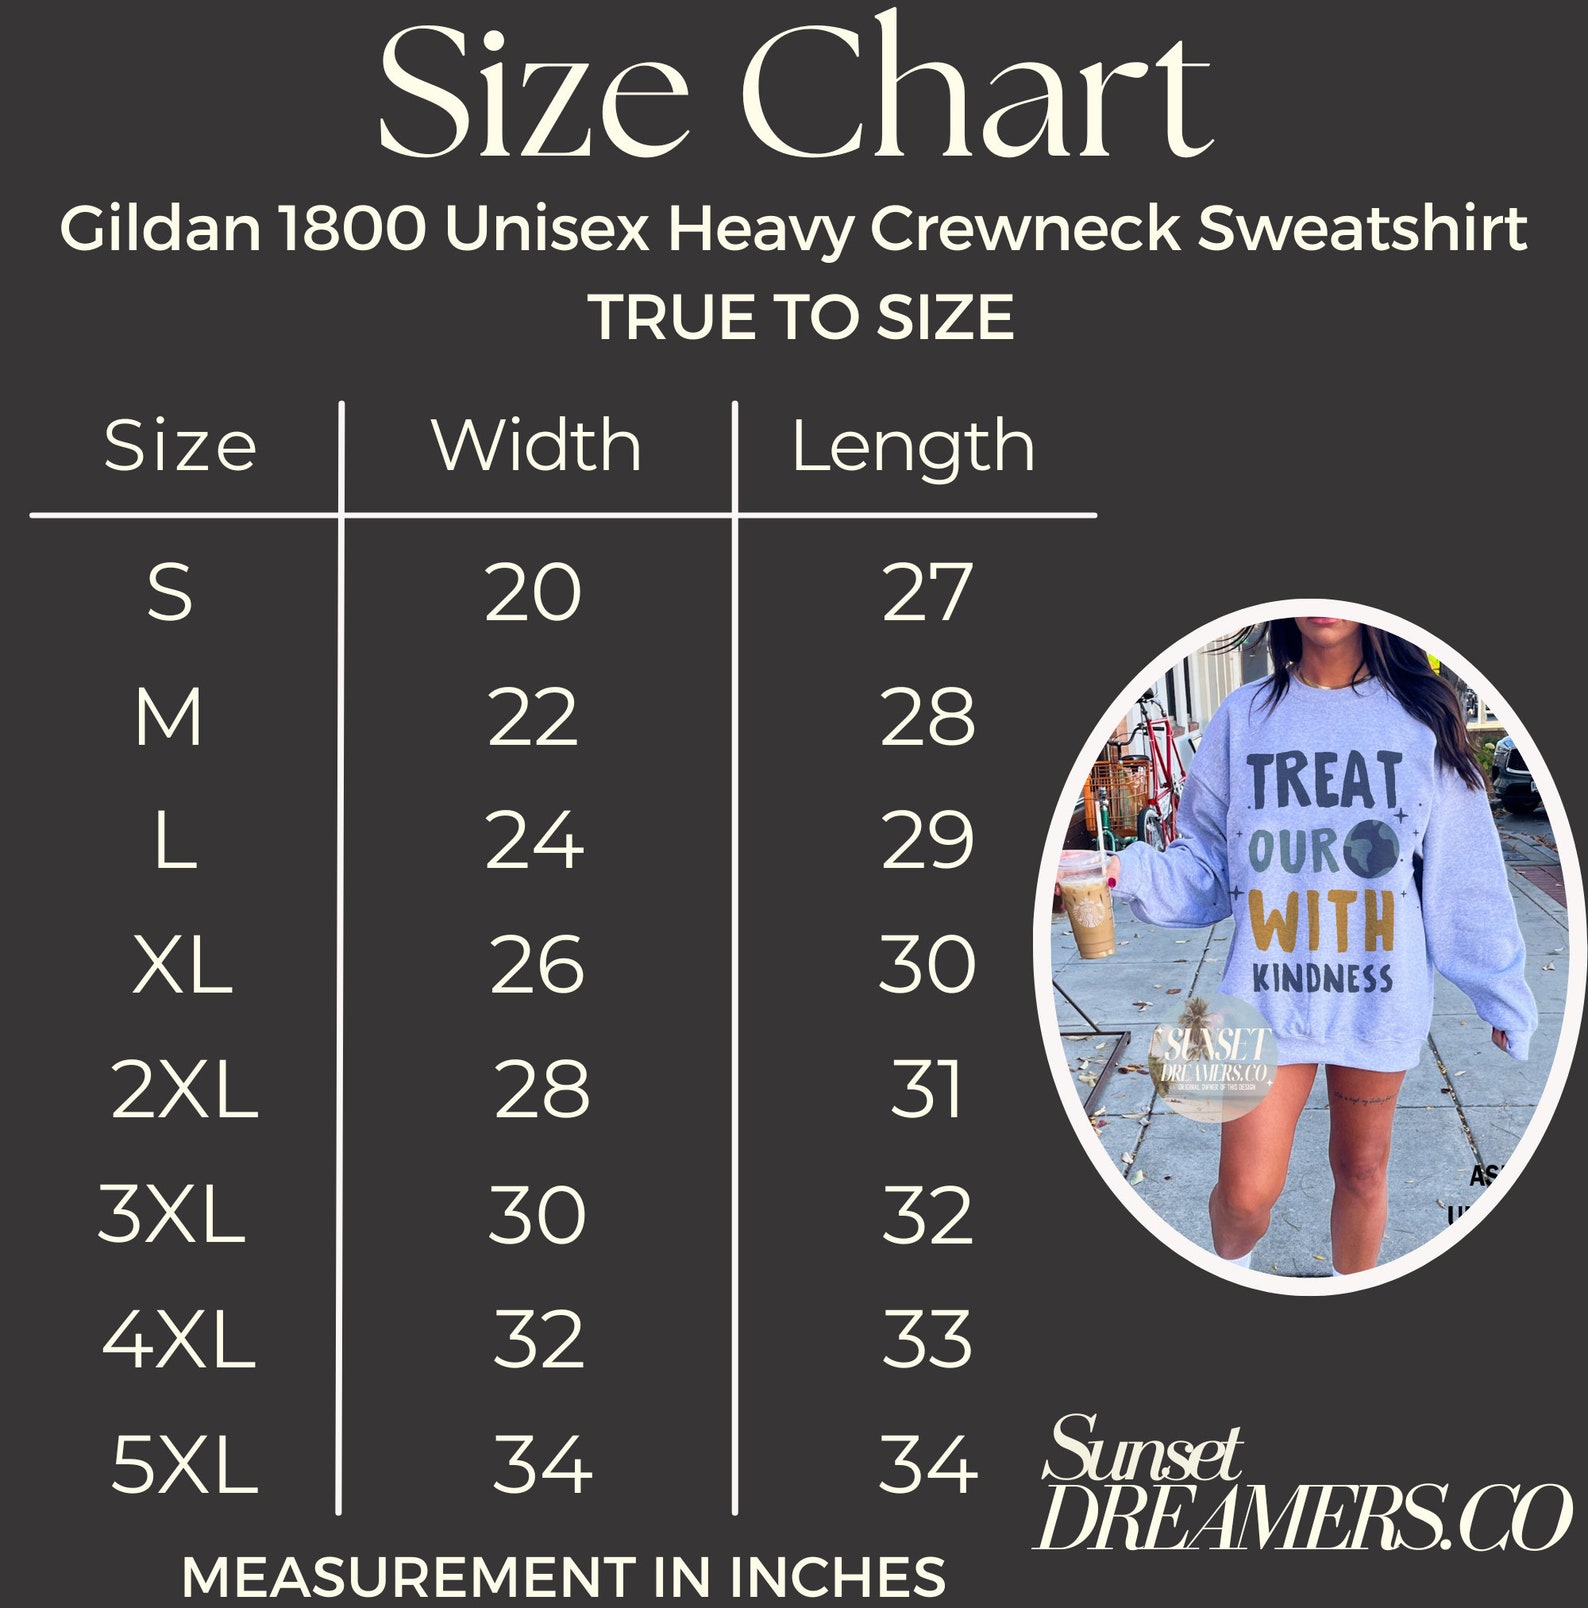 Size Chart
Gildan 1800 Unisex Heavy Crewneck Sweatshirt
TRUE TO SIZE
Size Width Length
S 20 27
M 22 28
L 24 29
XL 26 30
2XL 28 31
3XL 30 32
4XL 32 33
5XL 34 34
MEASUREMENT IN INCHES
TREAT
OUR
WITH
KINDNESS
SUNSET
DREAMERS.CO
ORIGINAL OWNER OF THIS DESIGN
Sunset
DREAMERS.CO